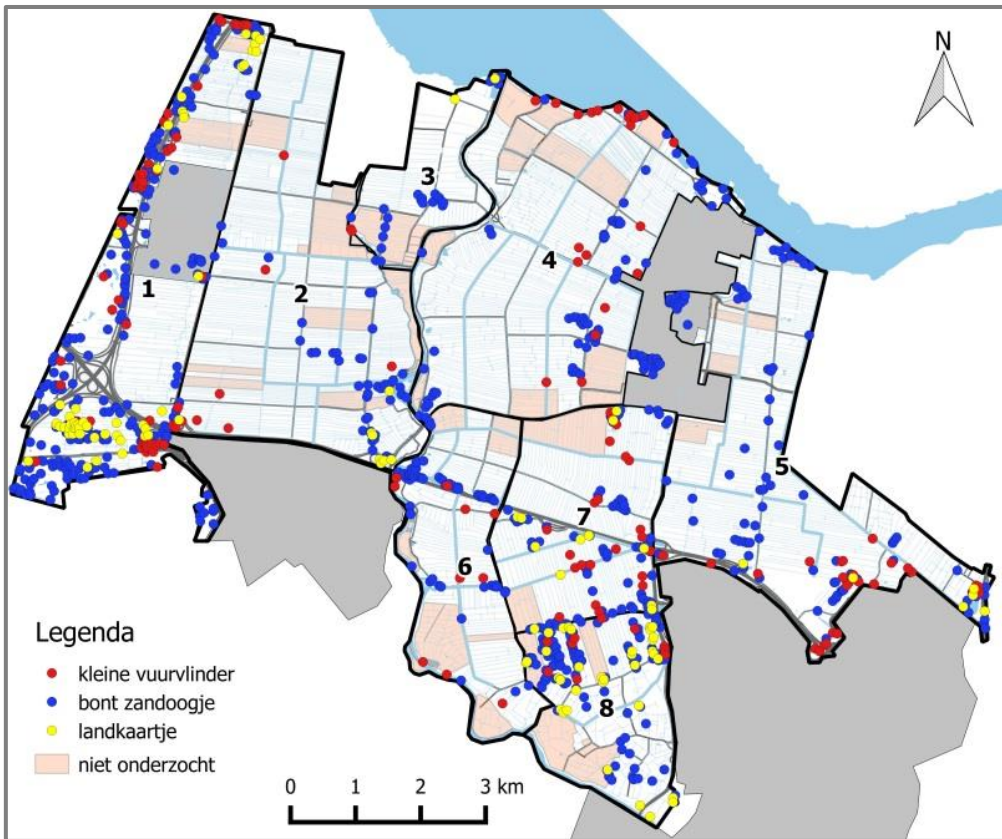 N
3
4
1
2
5
7
6
8
Legenda
kleine vuurvlinder
bont zandoogje
landkaartje
niet onderzocht
0 1 2 3 km